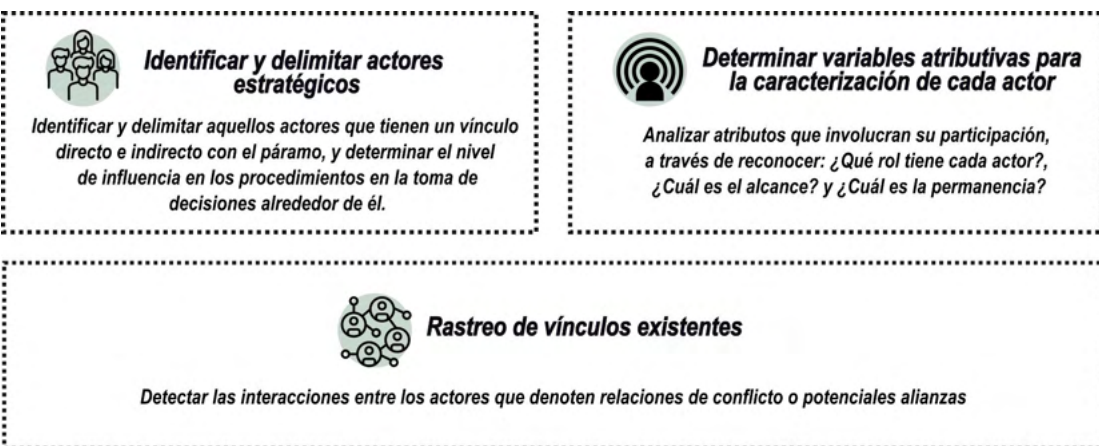 Identificar y delimitar actores
estratégicos
Identificar y delimitar aquellos actores que tienen un vínculo
directo e indirecto con el páramo, y determinar el nivel
de influencia en los procedimientos en la toma de
decisiones alrededor de él.
Determinar variables atributivas para
la caracterización de cada actor
Analizar atributos que involucran su participación,
a través de reconocer: ¿Qué rol tiene cada actor?,
¿Cuál es el alcance? y ¿Cuál es la permanencia?
Rastreo de vínculos existentes
Detectar las interacciones entre los actores que denoten relaciones de conflicto o potenciales alianzas